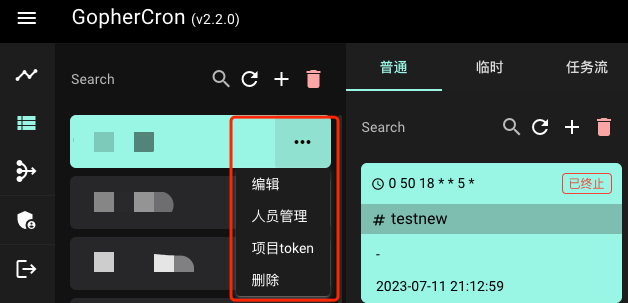 GopherCron (v2.2.0)
Search
普通
临时
任务流
Search
编辑
人员管理
项目token
删除
0 50 18 * * 5 *
已终止
# testnew
-
2023-07-11 21:12:59